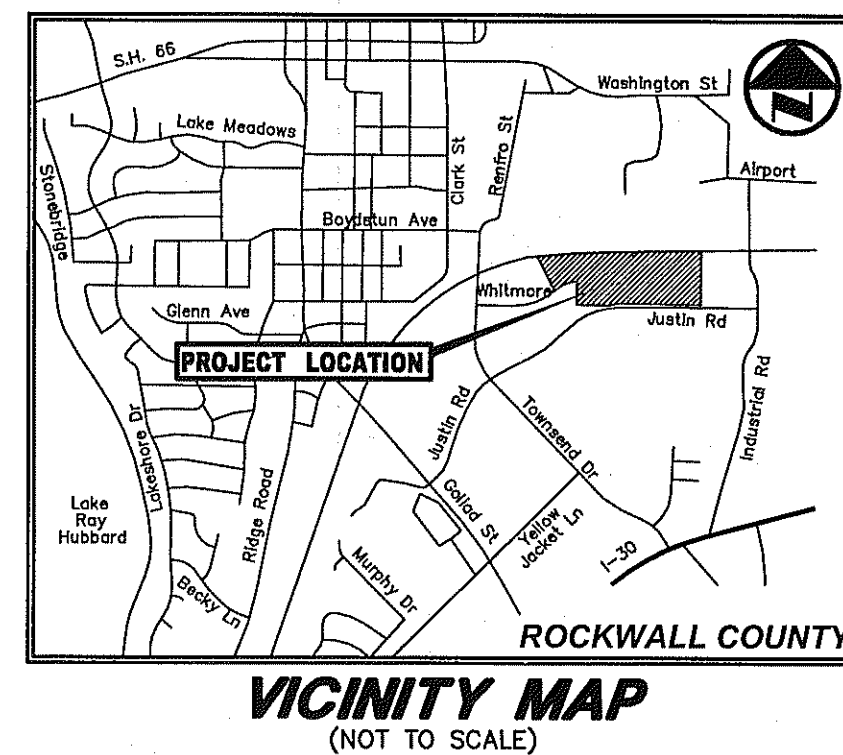 S.H. 66
Washington St
Lake Meadows
Clark St
Renfro St
Airport
Stonebridge
Boydstun Ave
Whitmore
Glenn Ave
Justin Rd
PROJECT LOCATION
Industrial Rd
Justin Rd
Townsend Dr
Lakeshore Dr
Ridge Road
Goliad St
Lake
Ray
Hubbard
Yellow
Jacket Ln
I-30
Murphy Dr
Becky Ln
ROCKWALL COUNTY
VICINITY MAP
(NOT TO SCALE)
N